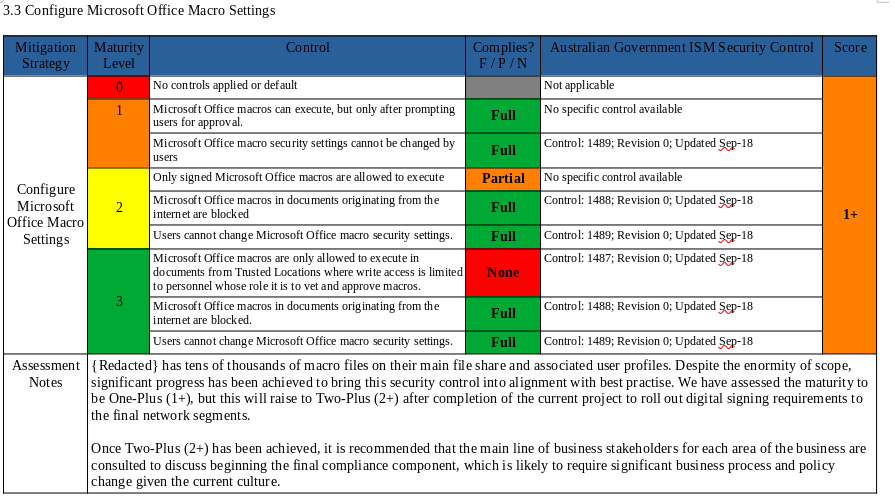 3.3 Configure Microsoft Office Macro Settings
Mitigation Strategy
Maturity Level
Control
Complies? F / P / N
Australian Government ISM Security Control
Score
Configure Microsoft Office Macro Settings
0
No controls applied or default
Not applicable
1
Microsoft Office macros can execute, but only after prompting
users for approval.
Full
No specific control available
Microsoft Office macro security settings cannot be changed by
users
Full
Control: 1489; Revision 0; Updated Sep-18
2
Only signed Microsoft Office macros are allowed to execute
Partial
No specific control available
Microsoft Office macros in documents originating from the
internet are blocked
Full
Control: 1488; Revision 0; Updated Sep-18
Users cannot change Microsoft Office macro security settings.
Full
Control: 1489; Revision 0; Updated Sep-18
3
Microsoft Office macros are only allowed to execute in
documents from Trusted Locations where write access is limited
to personnel whose role it is to vet and approve macros.
None
Control: 1487; Revision 0; Updated Sep-18
Microsoft Office macros in documents originating from the
internet are blocked.
Full
Control: 1488; Revision 0; Updated Sep-18
Users cannot change Microsoft Office macro security settings.
Full
Control: 1489; Revision 0; Updated Sep-18
1+
Assessment
Notes
{Redacted} has tens of thousands of macro files on their main file share and associated user profiles. Despite the enormity of scope,
significant progress has been achieved to bring this security control into alignment with best practise. We have assessed the maturity to
be One-Plus (1+), but this will raise to Two-Plus (2+) after completion of the current project to roll out digital signing requirements to
the final network segments.
Once Two-Plus (2+) has been achieved, it is recommended that the main line of business stakeholders for each area of the business are
consulted to discuss beginning the final compliance component, which is likely to require significant business process and policy
change given the current culture.